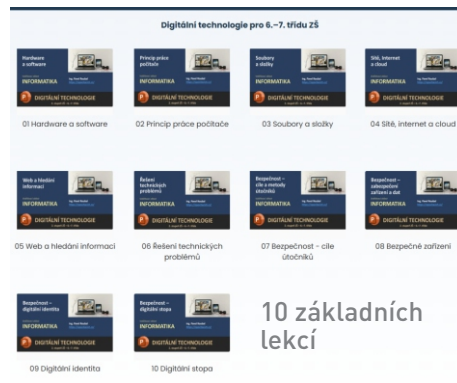 Digitální technologie pro 6.–7. třídu ZŠ
Hardware
a software
INFORMATIKA
DIGITÁLNÍ TECHNOLOGIE
01 Hardware a software
Princip práce
počítače
INFORMATIKA
DIGITÁLNÍ TECHNOLOGIE
02 Princip práce počítače
Soubory
a složky
INFORMATIKA
DIGITÁLNÍ TECHNOLOGIE
03 Soubory a složky
Sítě, internet
a cloud
INFORMATIKA
DIGITÁLNÍ TECHNOLOGIE
04 Sítě, internet a cloud
Web a hledání
informací
INFORMATIKA
DIGITÁLNÍ TECHNOLOGIE
05 Web a hledání informací
Řešení
technických
problémů
INFORMATIKA
DIGITÁLNÍ TECHNOLOGIE
06 Řešení technických
problémů
Bezpečnost –
cíle a metody
útočníků
INFORMATIKA
DIGITÁLNÍ TECHNOLOGIE
07 Bezpečnost - cíle
útočníků
Bezpečnost –
zabezpečení
zařízení a dat
INFORMATIKA
DIGITÁLNÍ TECHNOLOGIE
08 Bezpečné zařízení
Bezpečnost –
digitální identita
INFORMATIKA
DIGITÁLNÍ TECHNOLOGIE
09 Digitální identita
Bezpečnost –
digitální stopa
INFORMATIKA
DIGITÁLNÍ TECHNOLOGIE
10 Digitální stopa
10 základních
lekcí